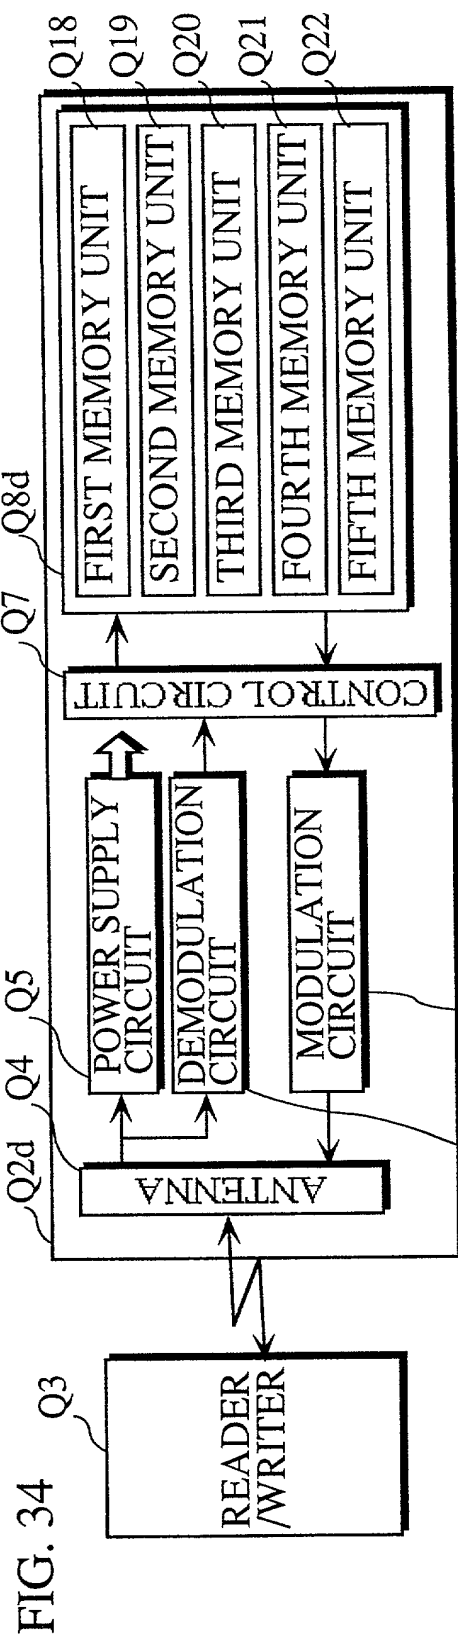 FIG. 34
Q3
READER
/WRITER
Q2d
Q4
ANTENNA
Q5
POWER SUPPLY
CIRCUIT
DEMODULATION
CIRCUIT
MODULATION
CIRCUIT
Q7
CONTROL CIRCUIT
Q8d
FIRST MEMORY UNIT
SECOND MEMORY UNIT
THIRD MEMORY UNIT
FOURTH MEMORY UNIT
FIFTH MEMORY UNIT
Q18
Q19
Q20
Q21
Q22